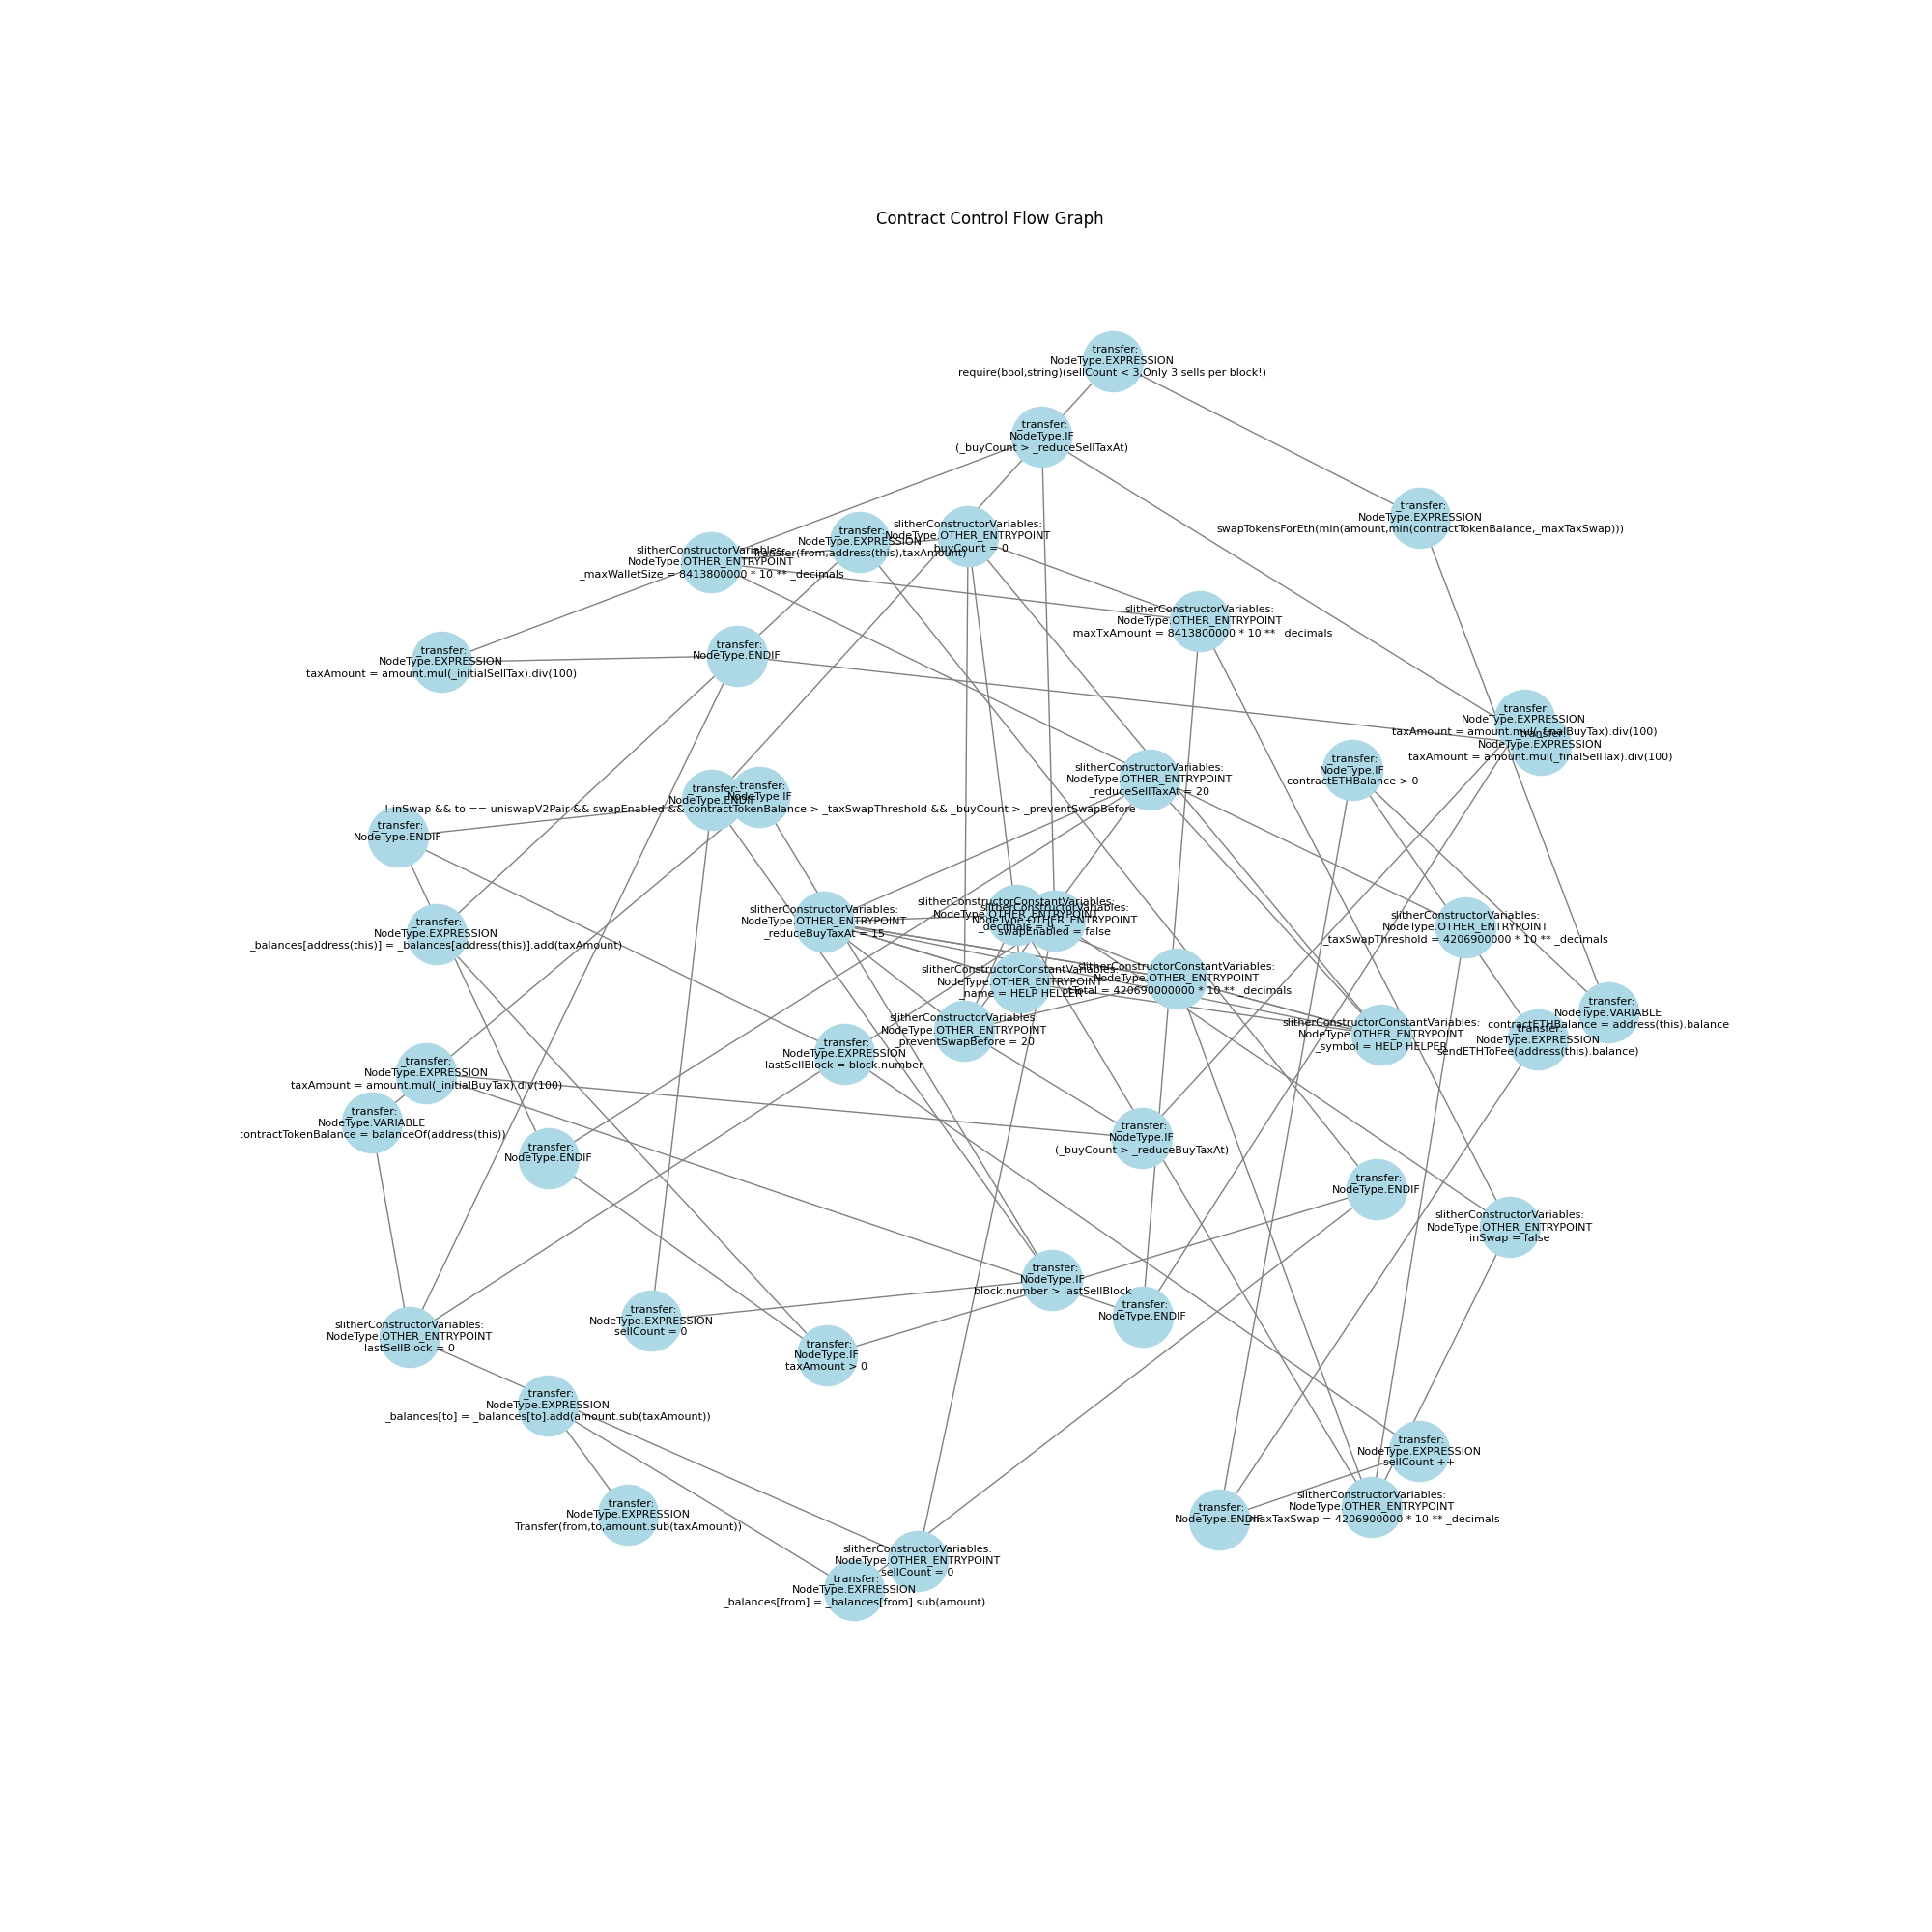 Contract Control Flow Graph
_transfer:
NodeType.EXPRESSION
require(bool,string)(sellCount < 3,Only 3 sells per block!)
_transfer:
NodeType.IF
(_buyCount > _reduceSellTaxAt)
_transfer:
NodeType.EXPRESSION
swapTokensForEth(min(amount,min(contractTokenBalance,_maxTaxSwap)))
slitherConstructorVariables:
NodeType.OTHER_ENTRYPOINT
buyCount = 0
_transfer:
NodeType.EXPRESSION
Transfer(from,address(this),taxAmount)
slitherConstructorVariables:
NodeType.OTHER_ENTRYPOINT
_maxWalletSize = 8413800000 * 10 ** _decimals
slitherConstructorVariables:
NodeType.OTHER_ENTRYPOINT
_maxTxAmount = 8413800000 * 10 ** _decimals
_transfer:
NodeType.EXPRESSION
taxAmount = amount.mul(_initialSellTax).div(100)
_transfer:
NodeType.ENDIF
_transfer:
NodeType.EXPRESSION
taxAmount = amount.mul(_finalBuyTax).div(100)
_transfer:
NodeType.EXPRESSION
taxAmount = amount.mul(_finalSellTax).div(100)
slitherConstructorVariables:
NodeType.OTHER_ENTRYPOINT
_reduceSellTaxAt = 20
_transfer:
NodeType.IF
contractETHBalance > 0
_transfer:
NodeType.ENDIF
_transfer:
NodeType.IF
! inSwap && to == uniswapV2Pair && swapEnabled && contractTokenBalance > _taxSwapThreshold && _buyCount > _preventSwapBefore
_transfer:
NodeType.ENDIF
slitherConstructorVariables:
NodeType.OTHER_ENTRYPOINT
_reduceBuyTaxAt = 15
slitherConstructorConstantVariables:
NodeType.OTHER_ENTRYPOINT
_decimals = 9
slitherConstructorVariables:
NodeType.OTHER_ENTRYPOINT
swapEnabled = false
slitherConstructorVariables:
NodeType.OTHER_ENTRYPOINT
_taxSwapThreshold = 4206900000 * 10 ** _decimals
_transfer:
NodeType.EXPRESSION
_balances[address(this)] = _balances[address(this)].add(taxAmount)
slitherConstructorConstantVariables:
NodeType.OTHER_ENTRYPOINT
_name = HELP HELPER
slitherConstructorConstantVariables:
NodeType.OTHER_ENTRYPOINT
_tTotal = 420690000000 * 10 ** _decimals
_transfer:
NodeType.VARIABLE
contractETHBalance = address(this).balance
slitherConstructorVariables:
NodeType.OTHER_ENTRYPOINT
_preventSwapBefore = 20
slitherConstructorConstantVariables:
NodeType.OTHER_ENTRYPOINT
_symbol = HELP HELPER
_transfer:
NodeType.EXPRESSION
sendETHToFee(address(this).balance)
_transfer:
NodeType.EXPRESSION
lastSellBlock = block.number
_transfer:
NodeType.EXPRESSION
taxAmount = amount.mul(_initialBuyTax).div(100)
_transfer:
NodeType.VARIABLE
contractTokenBalance = balanceOf(address(this))
_transfer:
NodeType.IF
(_buyCount > _reduceBuyTaxAt)
_transfer:
NodeType.ENDIF
_transfer:
NodeType.ENDIF
slitherConstructorVariables:
NodeType.OTHER_ENTRYPOINT
inSwap = false
_transfer:
NodeType.IF
block.number > lastSellBlock
_transfer:
NodeType.ENDIF
_transfer:
NodeType.EXPRESSION
sellCount = 0
slitherConstructorVariables:
NodeType.OTHER_ENTRYPOINT
lastSellBlock = 0
_transfer:
NodeType.IF
taxAmount > 0
_transfer:
NodeType.EXPRESSION
_balances[to] = _balances[to].add(amount.sub(taxAmount))
_transfer:
NodeType.EXPRESSION
sellCount ++
_transfer:
NodeType.EXPRESSION
Transfer(from,to,amount.sub(taxAmount))
_transfer:
NodeType.ENDIF
slitherConstructorVariables:
NodeType.OTHER_ENTRYPOINT
_maxTaxSwap = 4206900000 * 10 ** _decimals
slitherConstructorVariables:
NodeType.OTHER_ENTRYPOINT
sellCount = 0
_transfer:
NodeType.EXPRESSION
_balances[from] = _balances[from].sub(amount)